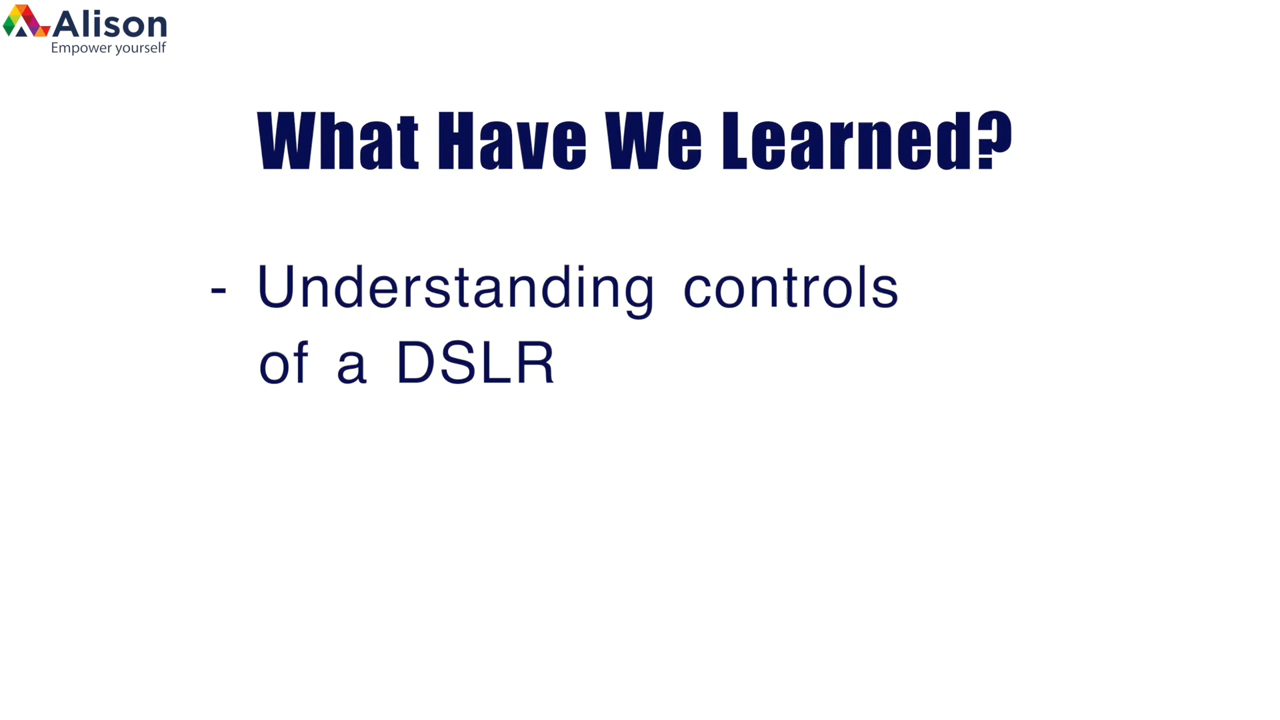 Alison
Empower yourself
What Have We Learned?
- Understanding controls
of a DSLR